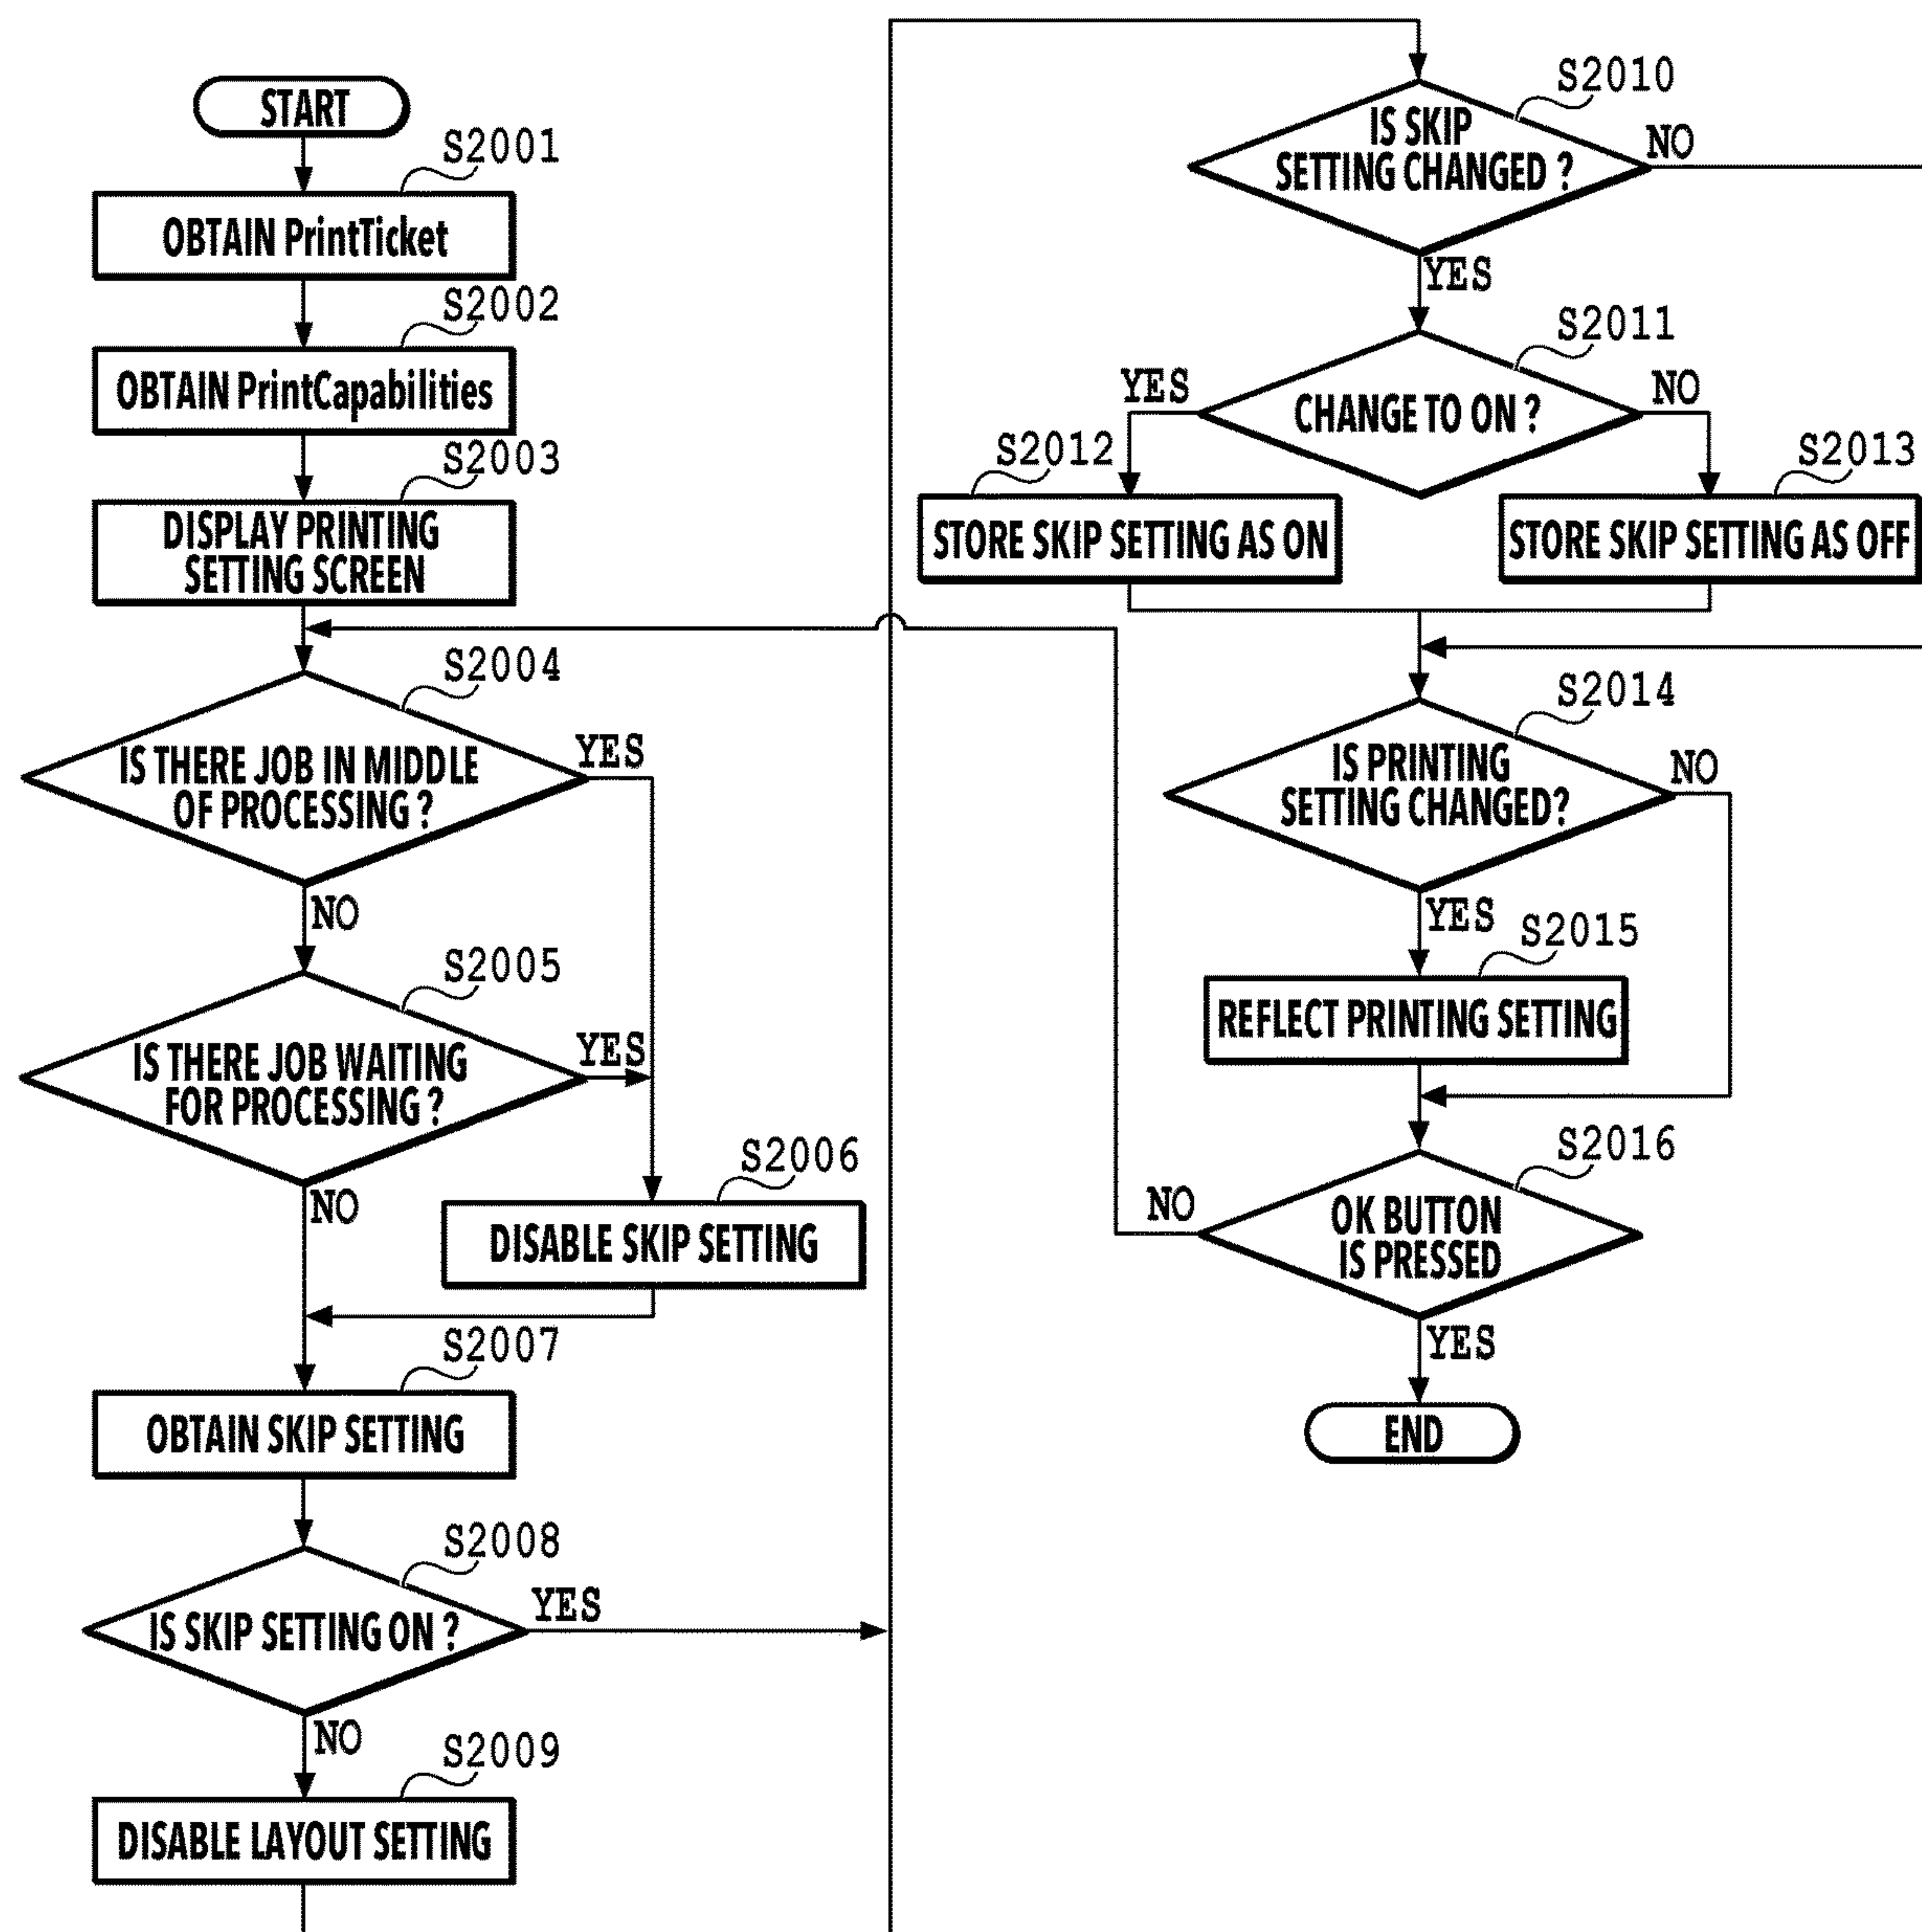 START
S2001
OBTAIN PrintTicket
S2002
OBTAIN PrintCapabilities
S2003
DISPLAY PRINTING
SETTING SCREEN
S2004
IS THERE JOB IN MIDDLE
OF PROCESSING ?
YES
NO
S2005
IS THERE JOB WAITING
FOR PROCESSING ?
YES
NO
S2006
DISABLE SKIP SETTING
S2007
OBTAIN SKIP SETTING
S2008
IS SKIP SETTING ON ?
YES
NO
S2009
DISABLE LAYOUT SETTING
S2010
IS SKIP
SETTING CHANGED ?
NO
YES
S2011
CHANGE TO ON ?
YES
NO
S2012
STORE SKIP SETTING AS ON
S2013
STORE SKIP SETTING AS OFF
S2014
IS PRINTING
SETTING CHANGED?
NO
YES
S2015
REFLECT PRINTING SETTING
S2016
OK BUTTON
IS PRESSED
NO
YES
END